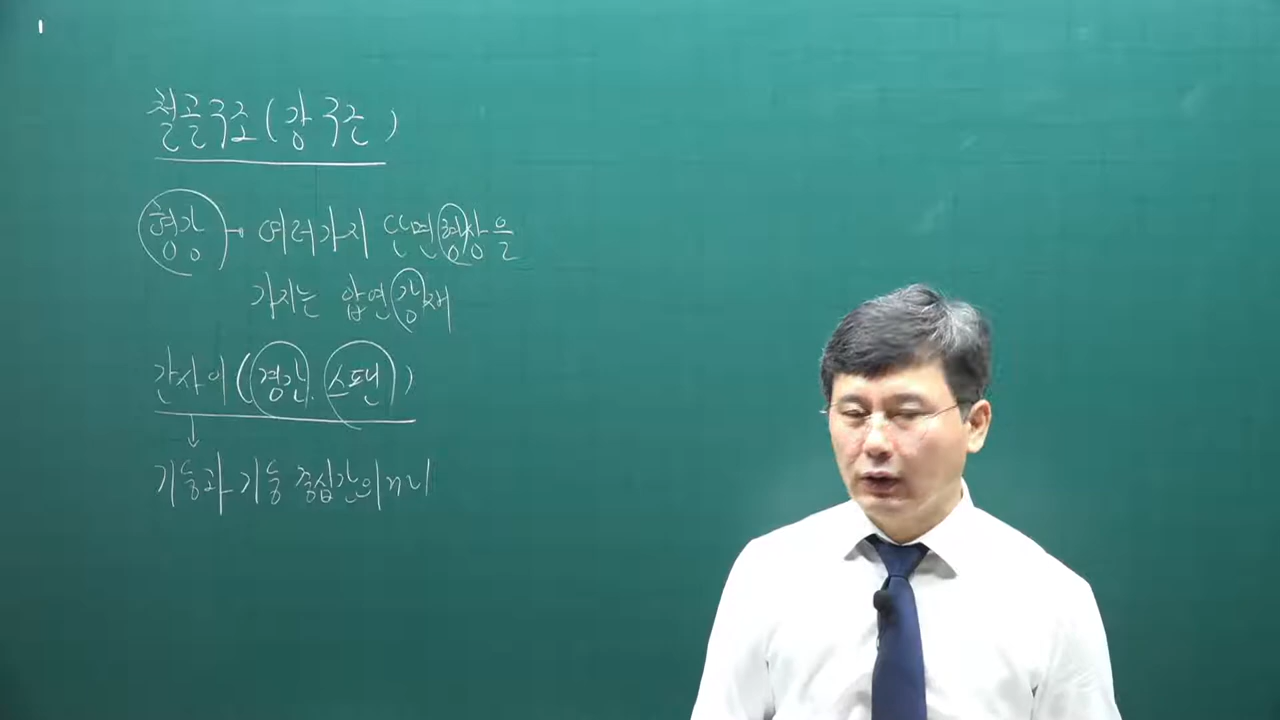 철골구조(강구조)
형강 → 여러가지 단면형상을
가지는 압연강재
간사이(경간, 스팬)
기둥과 기둥 중심간의 거리